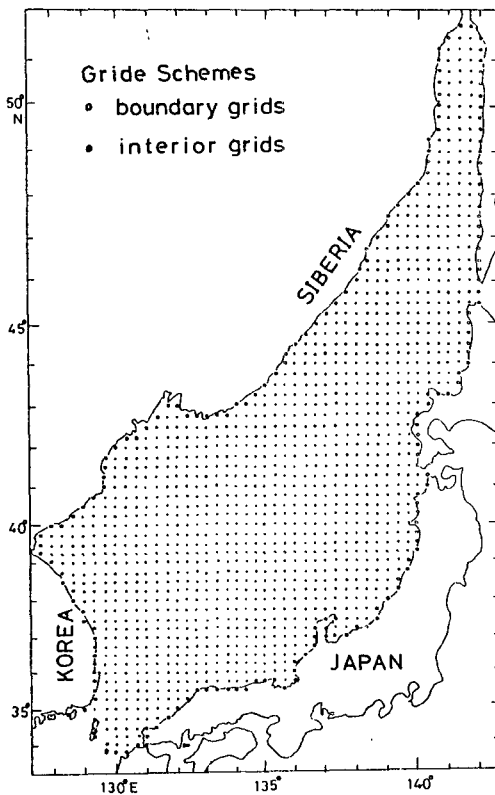 Gride Schemes
boundary grids
interior grids
50°
N
SIBERIA
45°
40°
KOREA
JAPAN
35°
130°E
135°
140°